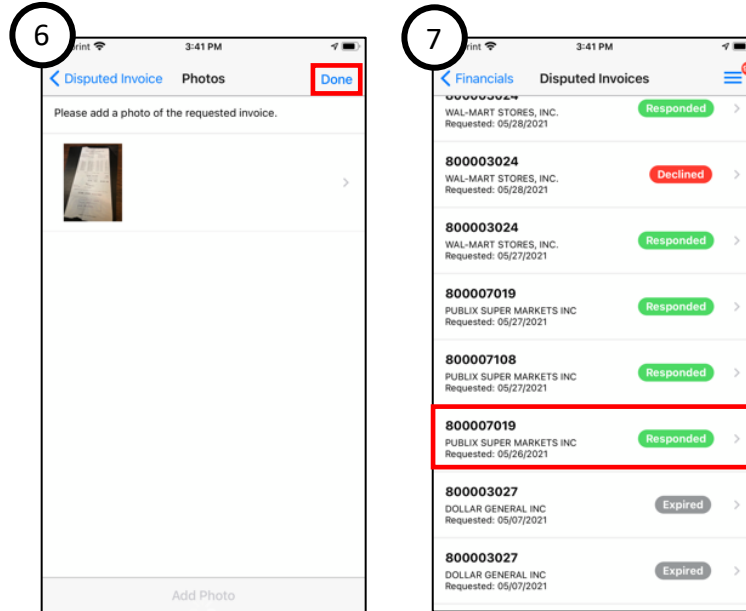 6
rint 3:41 PM
Disputed Invoice Photos Done
Please add a photo of the requested invoice.
Add Photo
7
rint 3:41 PM
Financials Disputed Invoices
800003024
WAL-MART STORES, INC. Responded
Requested: 05/28/2021
800003024
WAL-MART STORES, INC. Declined
Requested: 05/28/2021
800003024
WAL-MART STORES, INC. Responded
Requested: 05/27/2021
800007019
PUBLIX SUPER MARKETS INC Responded
Requested: 05/27/2021
800007108
PUBLIX SUPER MARKETS INC Responded
Requested: 05/27/2021
800007019
PUBLIX SUPER MARKETS INC Responded
Requested: 05/26/2021
800003027
DOLLAR GENERAL INC Expired
Requested: 05/07/2021
800003027
DOLLAR GENERAL INC Expired
Requested: 05/07/2021